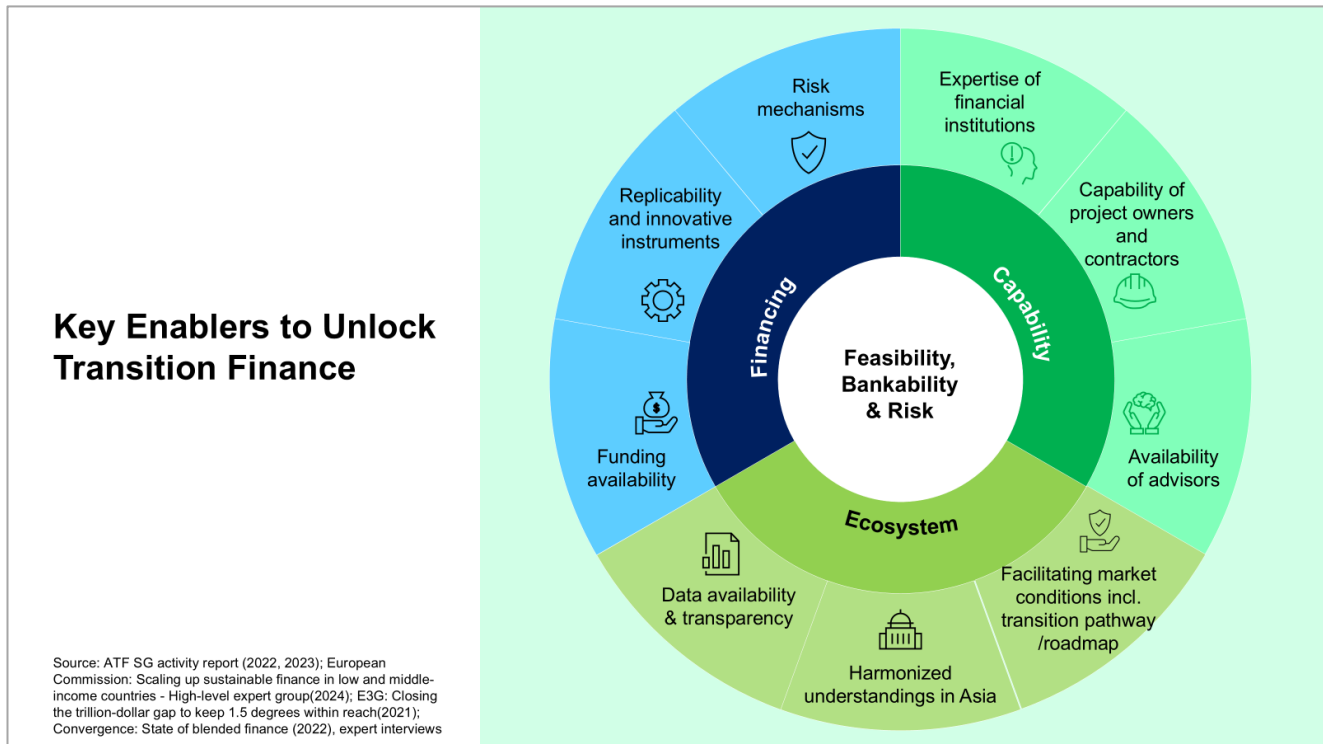 Key Enablers to Unlock
Transition Finance
Source: ATF SG activity report (2022, 2023); European
Commission: Scaling up sustainable finance in low and middle-
income countries - High-level expert group(2024); E3G: Closing
the trillion-dollar gap to keep 1.5 degrees within reach(2021);
Convergence: State of blended finance (2022), expert interviews
Risk
mechanisms
Expertise of
financial
institutions
Replicability
and innovative
instruments
Capability of
project owners
and
contractors
Financing
Capability
Feasibility,
Bankability
& Risk
Funding
availability
Availability
of advisors
Ecosystem
Data availability
& transparency
Harmonized
understandings in Asia
Facilitating market
conditions incl.
transition pathway
/roadmap